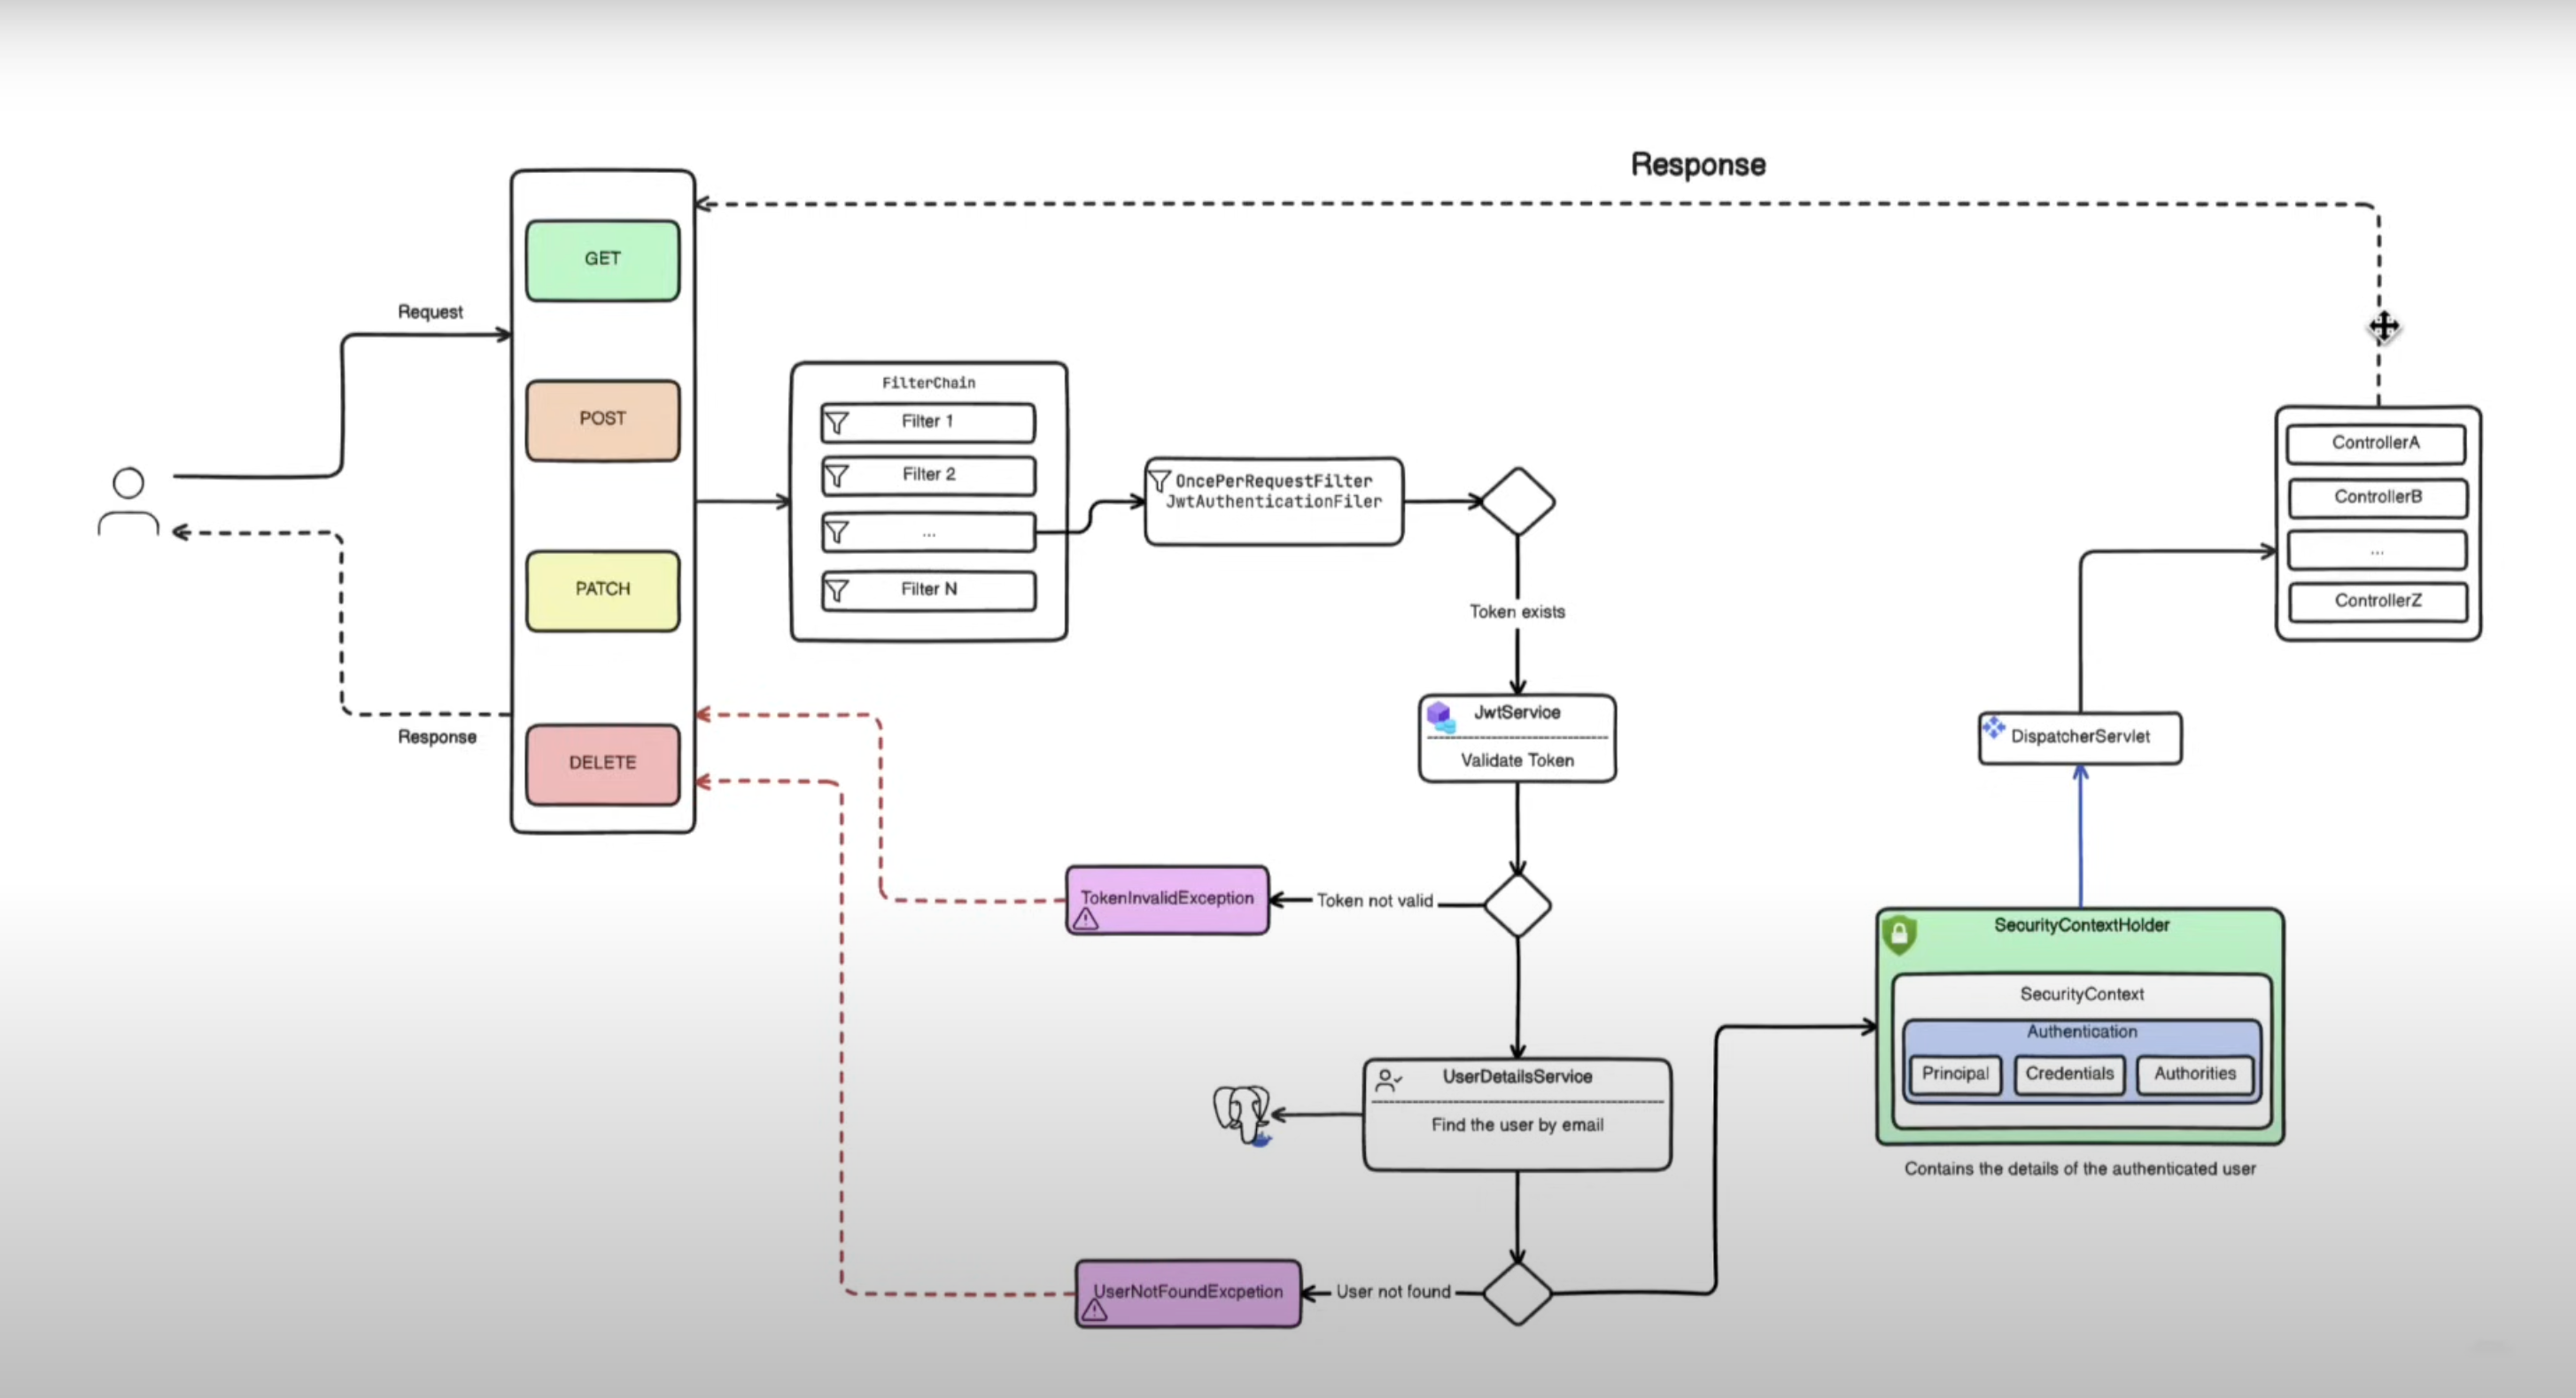 Response
GET
Request
POST
PATCH
DELETE
Response
FilterChain
Filter 1
Filter 2
...
Filter N
OncePerRequestFilter
JwtAuthenticationFiler
Token exists
JwtService
Validate Token
Token not valid
TokenInvalidException
UserDetailsService
Find the user by email
User not found
UserNotFoundExcpetion
SecurityContextHolder
SecurityContext
Authentication
Principal
Credentials
Authorities
Contains the details of the authenticated user
DispatcherServlet
ControllerA
ControllerB
...
ControllerZ